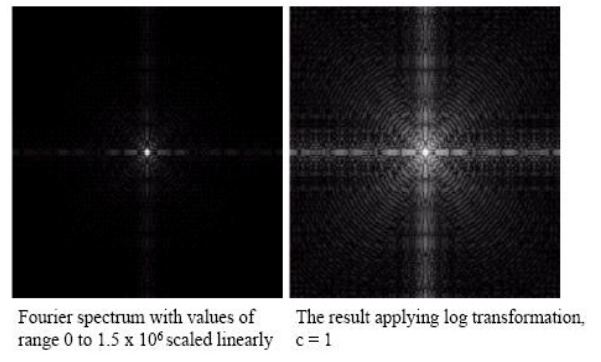 Fourier spectrum with values of
range 0 to 1.5 x 10⁶ scaled linearly
The result applying log transformation,
c = 1